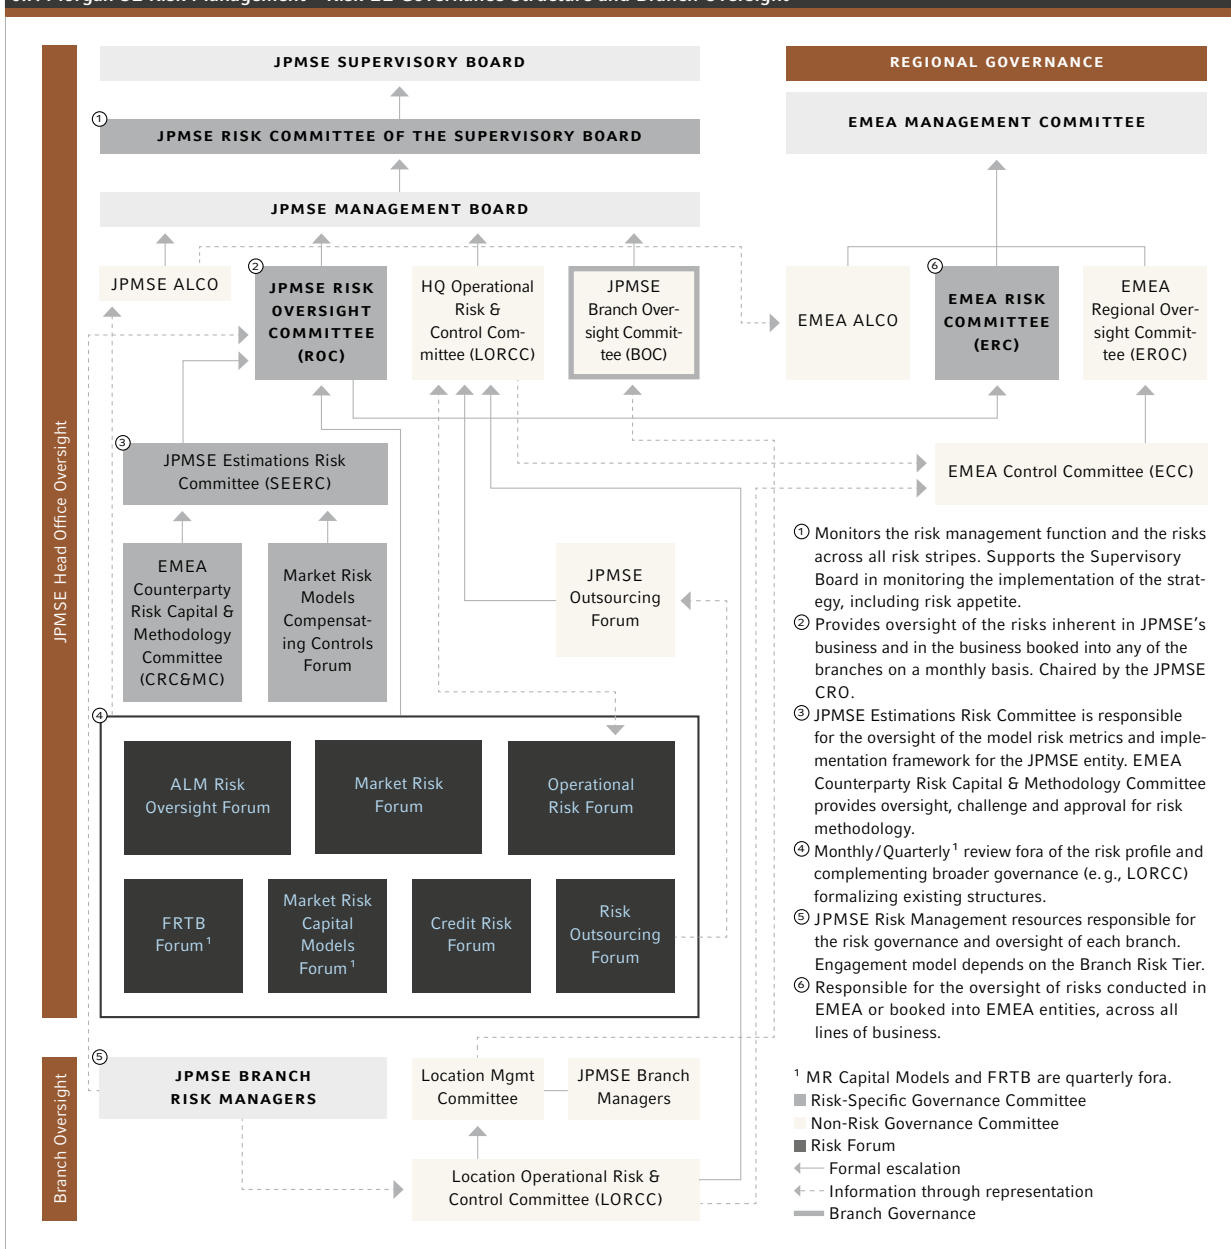 JPMSE SUPERVISORY BOARD
JPMSE RISK COMMITTEE OF THE SUPERVISORY BOARD
JPMSE MANAGEMENT BOARD
REGIONAL GOVERNANCE
EMEA MANAGEMENT COMMITTEE
JPMSE Head Office Oversight
JPMSE ALCO
②
JPMSE RISK
OVERSIGHT
COMMITTEE
(ROC)
HQ Operational
Risk &
Control Com-
mittee (LORCC)
JPMSE
Branch Over-
sight Commit-
tee (BOC)
EMEA ALCO
⑥
EMEA RISK
COMMITTEE
(ERC)
EMEA
Regional Over-
sight Commit-
tee (EROC)
①
③
JPMSE Estimations Risk
Committee (SEERC)
EMEA Control Committee (ECC)
EMEA
Counterparty
Risk Capital &
Methodology
Committee
(CRC&MC)
Market Risk
Models
Compensat-
ing Controls
Forum
JPMSE
Outsourcing
Forum
④
ALM Risk
Oversight Forum
Market Risk
Forum
Operational
Risk Forum
FRTB
Forum¹
Market Risk
Capital
Models
Forum¹
Credit Risk
Forum
Risk
Outsourcing
Forum
Branch Oversight
⑤
JPMSE BRANCH
RISK MANAGERS
Location Mgmt
Committee
JPMSE Branch
Managers
Location Operational Risk &
Control Committee (LORCC)
① Monitors the risk management function and the risks
across all risk stripes. Supports the Supervisory
Board in monitoring the implementation of the strat-
egy, including risk appetite.
② Provides oversight of the risks inherent in JPMSE's
business and in the business booked into any of the
branches on a monthly basis. Chaired by the JPMSE
CRO.
③ JPMSE Estimations Risk Committee is responsible
for the oversight of the model risk metrics and imple-
mentation framework for the JPMSE entity. EMEA
Counterparty Risk Capital & Methodology Committee
provides oversight, challenge and approval for risk
methodology.
④ Monthly/Quarterly¹ review fora of the risk profile and
complementing broader governance (e.g., LORCC)
formalizing existing structures.
⑤ JPMSE Risk Management resources responsible for
the risk governance and oversight of each branch.
Engagement model depends on the Branch Risk Tier.
⑥ Responsible for the oversight of risks conducted in
EMEA or booked into EMEA entities, across all
lines of business.
¹ MR Capital Models and FRTB are quarterly fora.
Risk-Specific Governance Committee
Non-Risk Governance Committee
Risk Forum
Formal escalation
Information through representation
Branch Governance